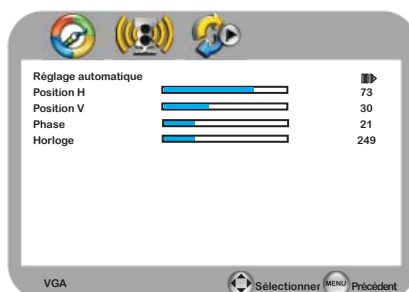 Réglage automatique
Position H 73
Position V 30
Phase 21
Horloge 249
VGA Sélectionner MENU Précédent